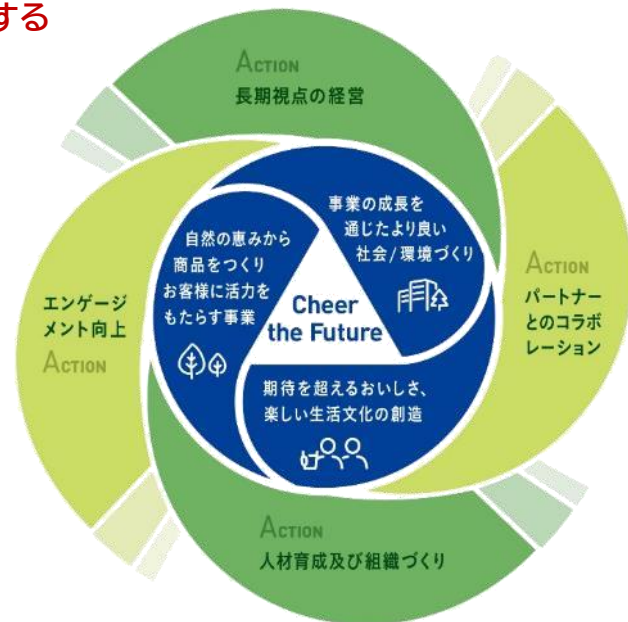 する
ACTION
長期視点の経営
事業の成長を
通じたより良い
社会/環境づくり
自然の恵みから
商品をつくり
お客様に活力を
もたらす事業
Cheer
the Future
ACTION
パートナー
とのコラボ
レーション
エンゲージ
メント向上
ACTION
期待を超えるおいしさ、
楽しい生活文化の創造
ACTION
人材育成及び組織づくり